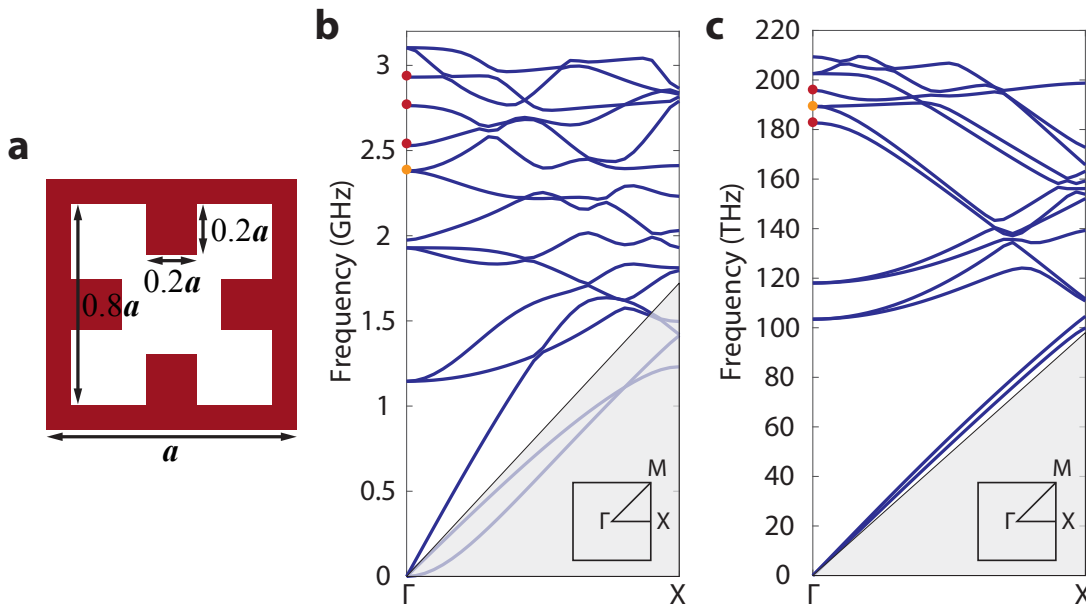 a
0.2a
0.2a
0.8a
a
b
Frequency (GHz)
3
2.5
2
1.5
1
0.5
0
Γ
X
M
Γ
X
c
Frequency (THz)
220
200
180
160
140
120
100
80
60
40
20
0
Γ
X
M
Γ
X